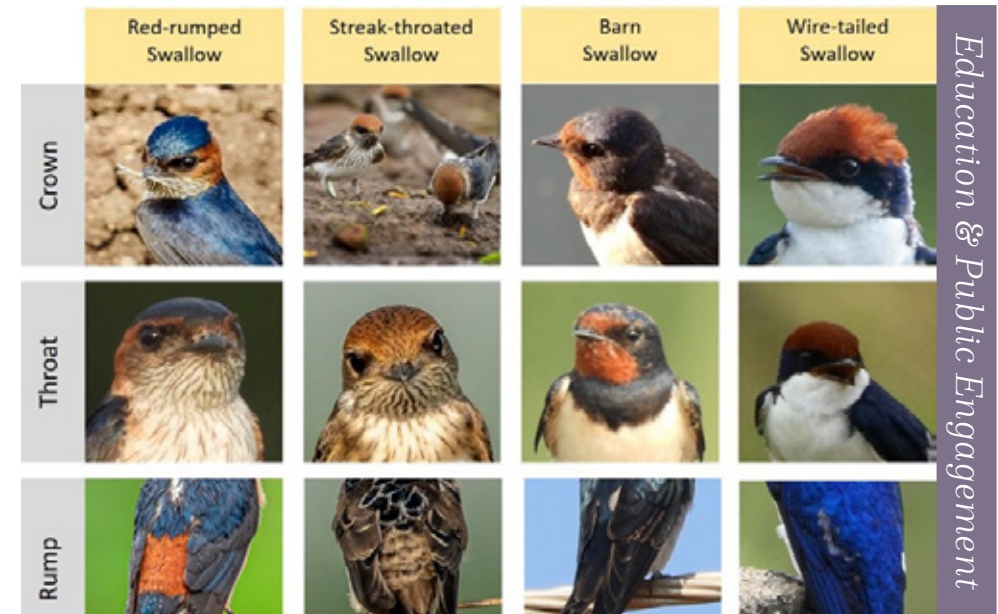 Red-rumped
Swallow
Streak-throated
Swallow
Barn
Swallow
Wire-tailed
Swallow
Crown
Throat
Rump
Education & Public Engagement